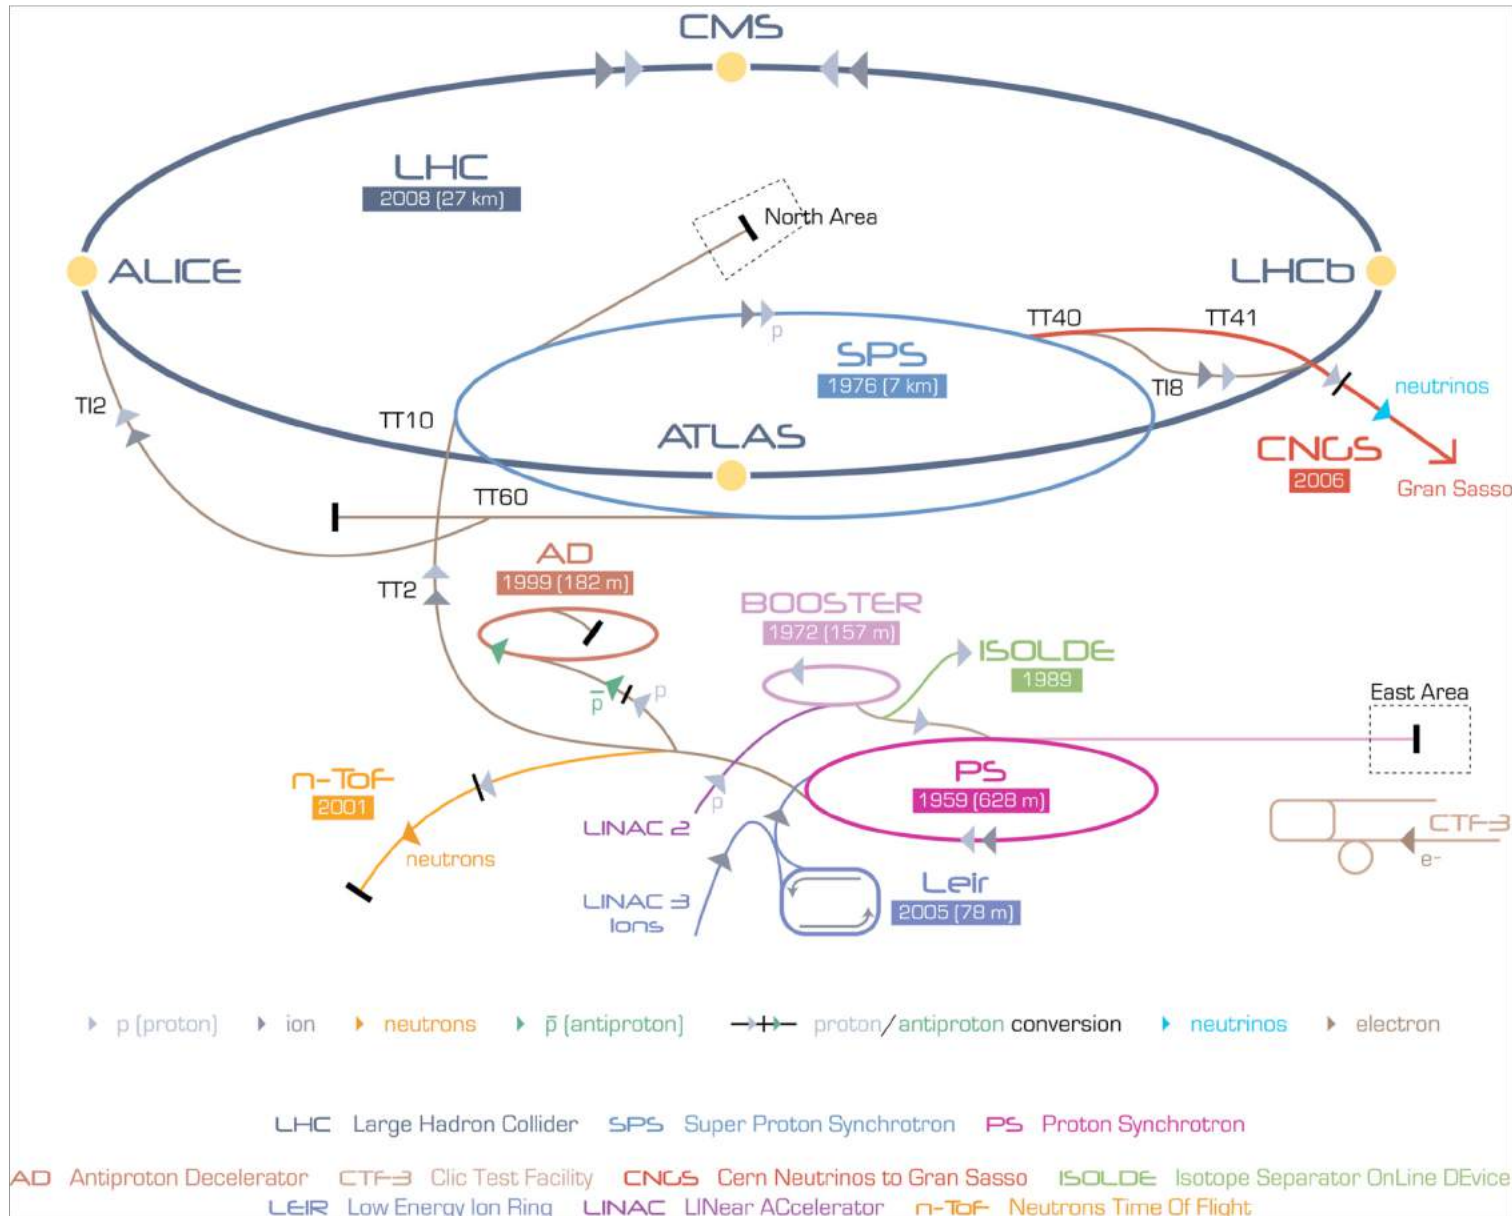 CMS
LHC
2008 (27 km)
North Area
ALICE
LHCb
TT40
TT41
p
SPS
1976 (7 km)
TI8
neutrinos
TI2
TT10
ATLAS
CNGS
2006
Gran Sasso
TT60
AD
1999 (182 m)
TT2
BOOSTER
1972 (157 m)
ISOLDE
1989
p̅
p
East Area
n-ToF
2001
PS
1959 (628 m)
p
LINAC 2
CTF-3
neutrons
e-
Leir
2005 (78 m)
LINAC 3
Ions
p (proton) ion neutrons p̅ (antiproton) proton/antiproton conversion neutrinos electron
LHC Large Hadron Collider SPS Super Proton Synchrotron PS Proton Synchrotron
AD Antiproton Decelerator CTF-3 Clic Test Facility CNGS Cern Neutrinos to Gran Sasso ISOLDE Isotope Separator OnLine DEvice
LEIR Low Energy Ion Ring LINAC LINear ACcelerator n-ToF Neutrons Time Of Flight